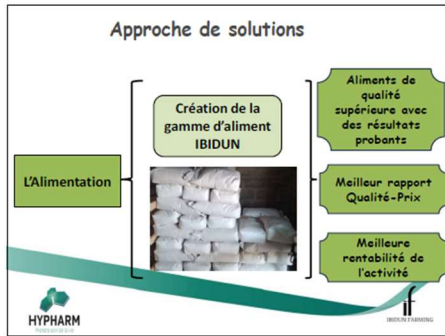 Approche de solutions
L'Alimentation
Création de la
gamme d'aliment
IBIDUN
Aliments de
qualité
supérieure avec
des résultats
probants
Meilleur rapport
Qualité-Prix
Meilleure
rentabilité de
l'activité
HYPHARM
if
IBIDUN FARMING